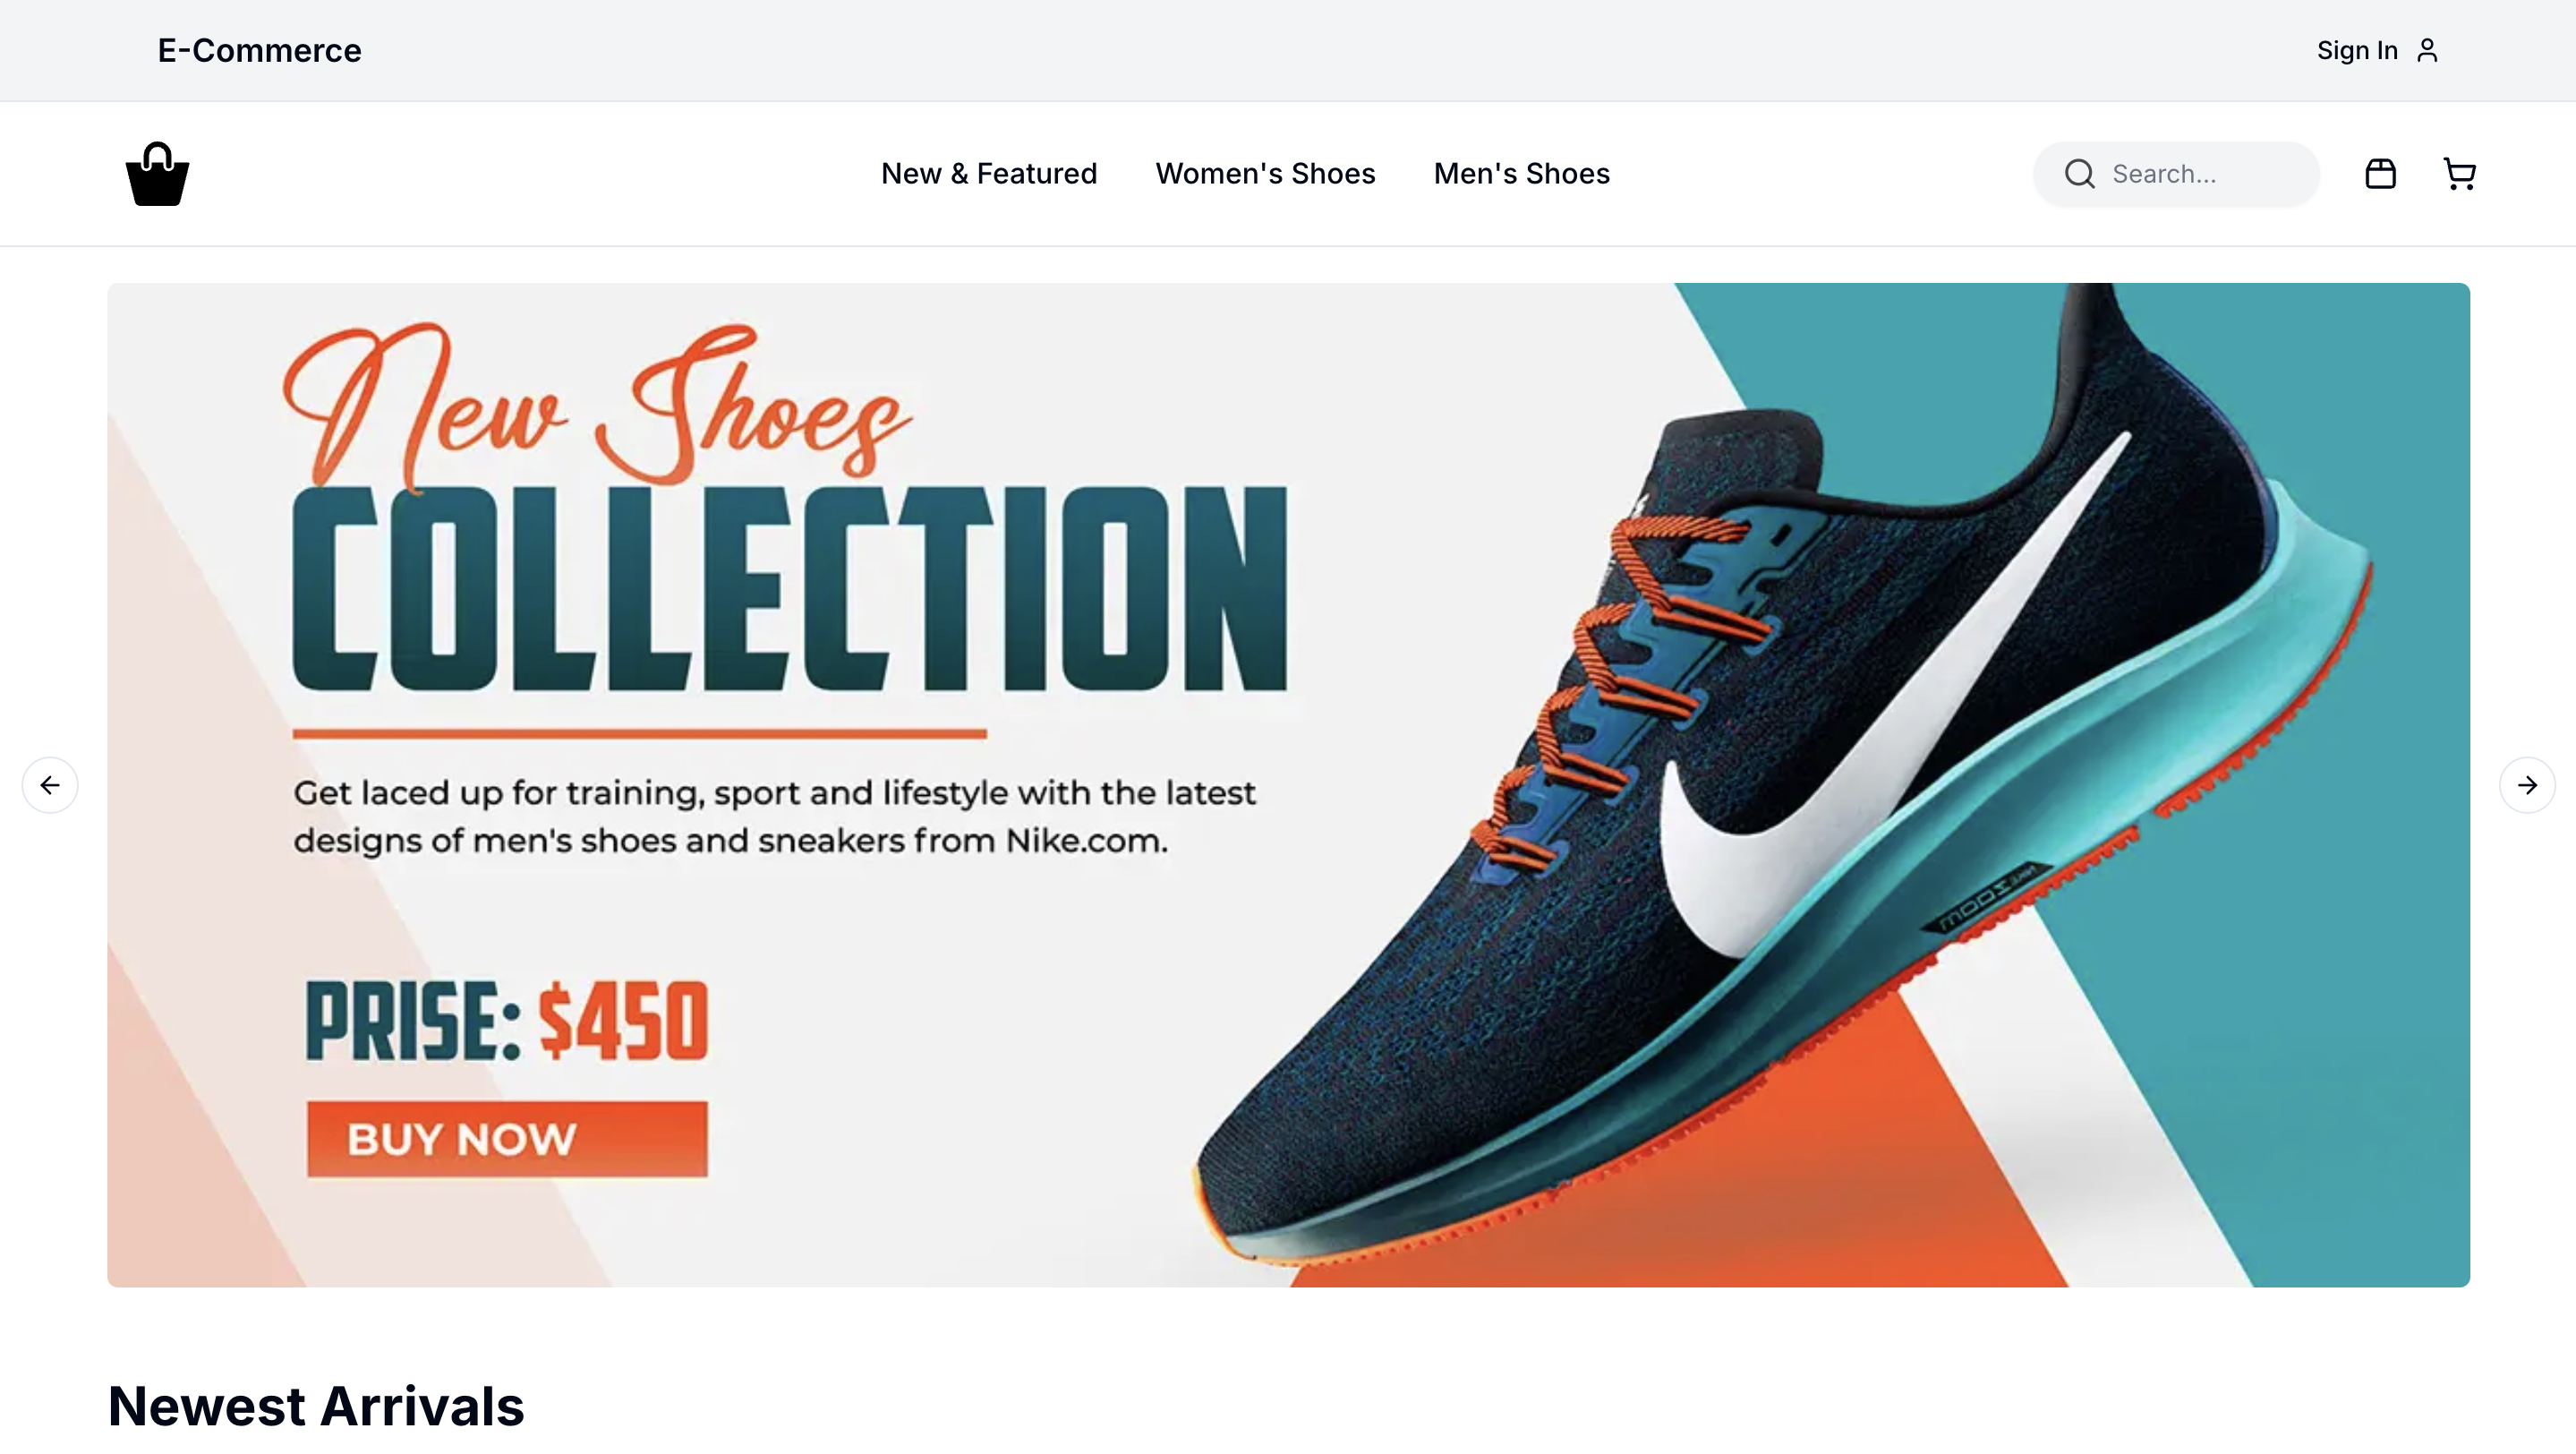 E-Commerce
Sign In
New & Featured
Women's Shoes
Men's Shoes
Search...
New Shoes
COLLECTION
Get laced up for training, sport and lifestyle with the latest
designs of men's shoes and sneakers from Nike.com.
PRISE: $450
BUY NOW
NIKE ZOOM
Newest Arrivals